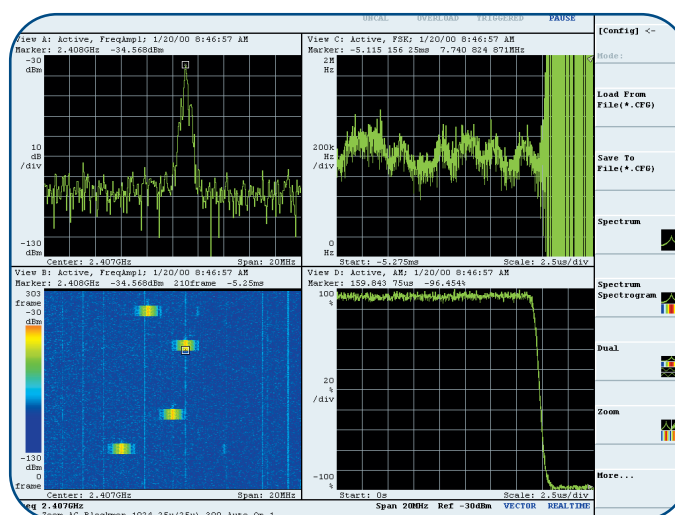 UNCAL OVERLOAD TRIGGERED PAUSE
View A: Active, FreqAmpl; 1/20/00 8:46:57 AM
Marker: 2.408GHz -34.568dBm
-30
dBm
10
dB
/div
-130
dBm
Center: 2.407GHz Span: 20MHz
View C: Active, FSK; 1/20/00 8:46:57 AM
Marker: -5.115 156 25ms 7.740 824 871MHz
2M
Hz
200k
Hz
/div
0
Hz
Start: -5.275ms Scale: 2.5us/div
View B: Active, FreqAmpl; 1/20/00 8:46:57 AM
Marker: 2.408GHz -34.568dBm 210frame -5.25ms
303
frame
-30
dBm
-130
dBm
0
frame
Center: 2.407GHz Span: 20MHz
View D: Active, AM; 1/20/00 8:46:57 AM
Marker: 159.843 75us -96.454%
100
%
20
%
/div
-100
%
Start: 0s Scale: 2.5us/div
[Config] <-
Mode:
Load From
File(*.CFG)
Save To
File(*.CFG)
Spectrum
Spectrum
Spectrogram
Dual
Zoom
More...
2.407GHz Span 20MHz Ref -30dBm VECTOR REALTIME